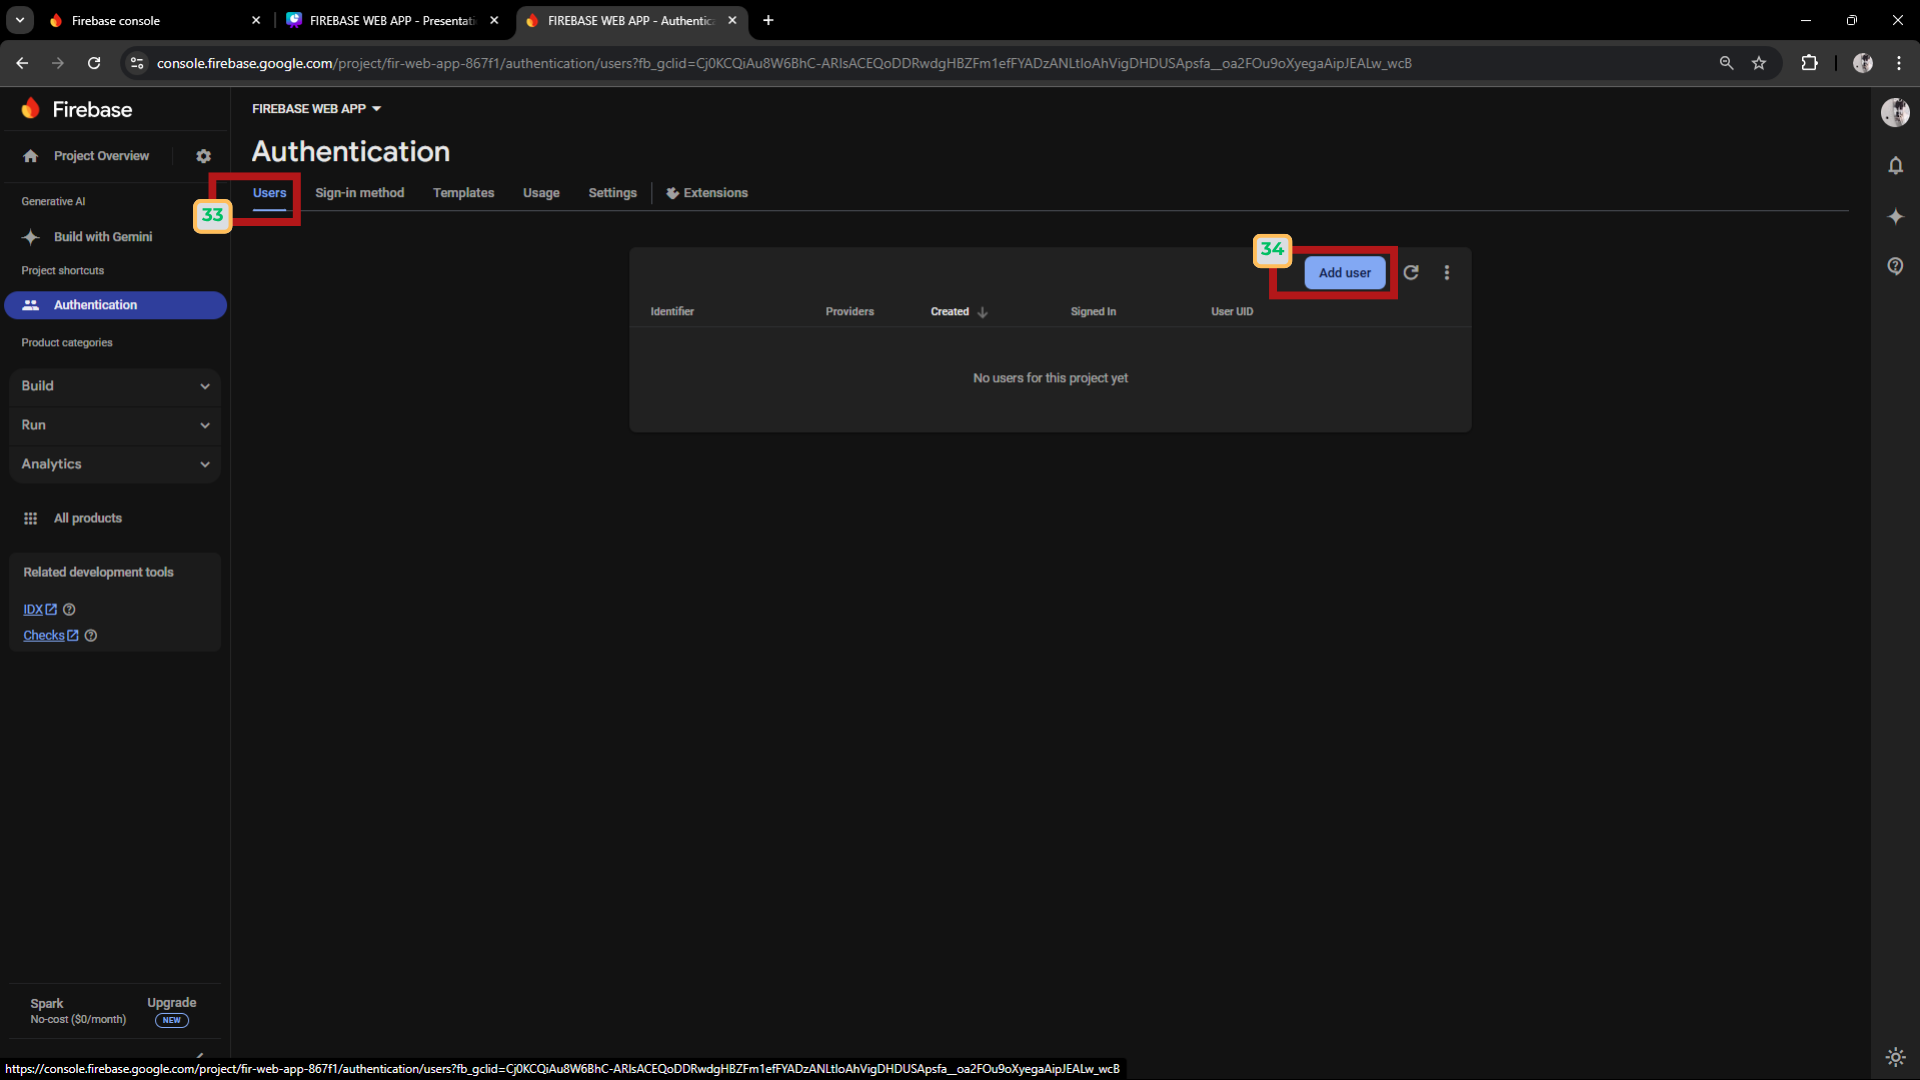 Firebase console
FIREBASE WEB APP - Presentati
FIREBASE WEB APP - Authentic
console.firebase.google.com/project/fir-web-app-867f1/authentication/users?fb_gclid=Cj0KCQiAu8W6BhC-ARIsACEQoDDRwdgHBZFm1efFYADzANLtIoAhVigDHDUSApsfa__oa2FOu9oXyegaAipJEALw_wcB
Firebase
FIREBASE WEB APP
Project Overview
Authentication
Users
Sign-in method
Templates
Usage
Settings
Extensions
33
Generative AI
Build with Gemini
Project shortcuts
Authentication
Product categories
Build
Run
Analytics
All products
Related development tools
IDX
Checks
34
Add user
Identifier
Providers
Created
Signed In
User UID
No users for this project yet
Spark
No-cost ($0/month)
Upgrade
NEW
https://console.firebase.google.com/project/fir-web-app-867f1/authentication/users?fb_gclid=Cj0KCQiAu8W6BhC-ARIsACEQoDDRwdgHBZFm1efFYADzANLtIoAhVigDHDUSApsfa__oa2FOu9oXyegaAipJEALw_wcB